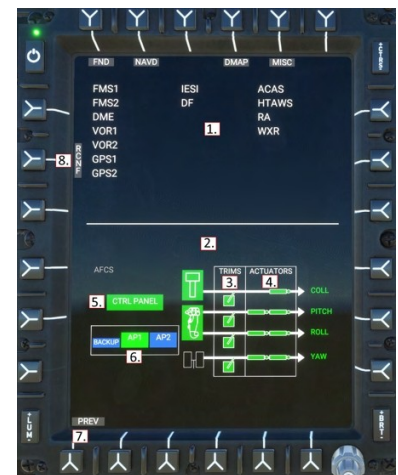 CTRS
FND NAVD DMAP MISC
FMS1 IESI ACAS
FMS2 DF HTAWS
DME RA
VOR1 1. WXR
VOR2
GPS1
GPS2
8. RCNF
2.
AFCS TRIMS ACTUATORS
3. 4.
COLL
5. CTRL PANEL
PITCH
BACKUP AP1 AP2
ROLL
6.
YAW
PREV
7.
LUM
BRT